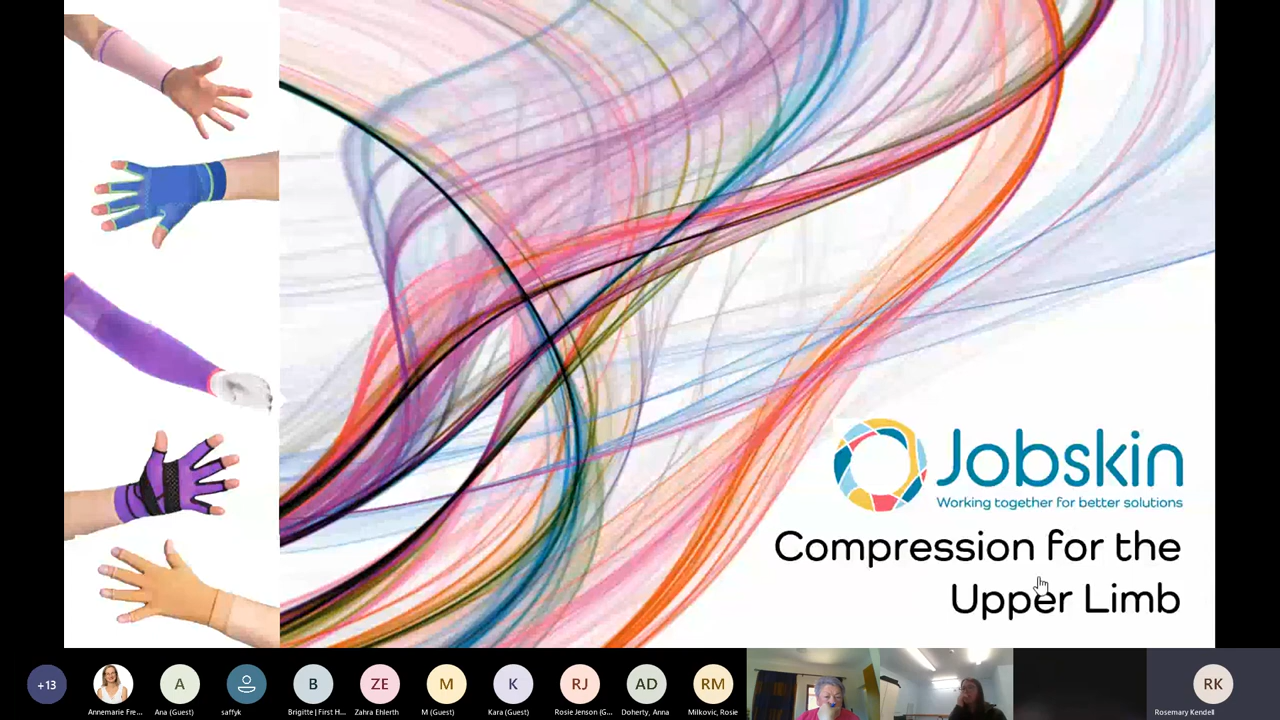 Jobskin
Working together for better solutions
Compression for the
Upper Limb
+13
Annemarie Fre...
A
Ana (Guest)
saffyk
B
Brigitte | First H...
ZE
Zahra Ehlerth
M
M (Guest)
K
Kara (Guest)
RJ
Rosie Jenson (G...
AD
Doherty, Anna
RM
Milkovic, Rosie
RK
Rosemary Kendell